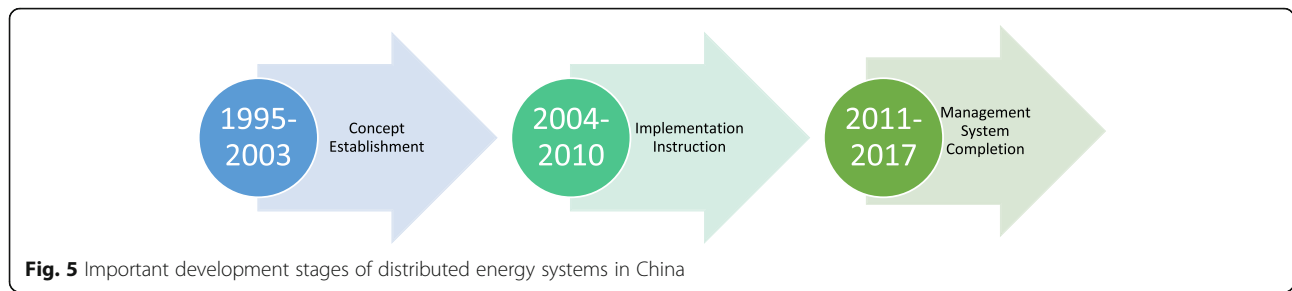 1995-
2003
Concept
Establishment
2004-
2010
Implementation
Instruction
2011-
2017
Management
System
Completion
Fig. 5 Important development stages of distributed energy systems in China